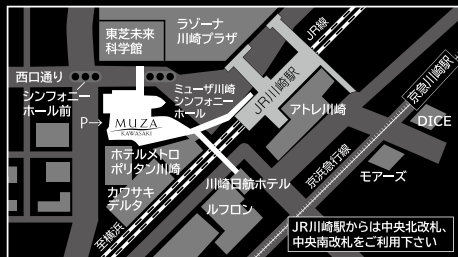 ラゾーナ
川崎プラザ
東芝未来
科学館
JR線
西口通り
シンフォニー
ホール前
ミューザ川崎
シンフォニー
ホール
JR川崎駅
京急川崎駅
アトレ川崎
DICE
P→
MUZA
KAWASAKI
ホテルメトロ
ポリタン川崎
川崎日航ホテル
京浜急行線
モアーズ
カワサキ
デルタ
ルフロン
至横浜
JR川崎駅からは中央北改札、
中央南改札をご利用下さい